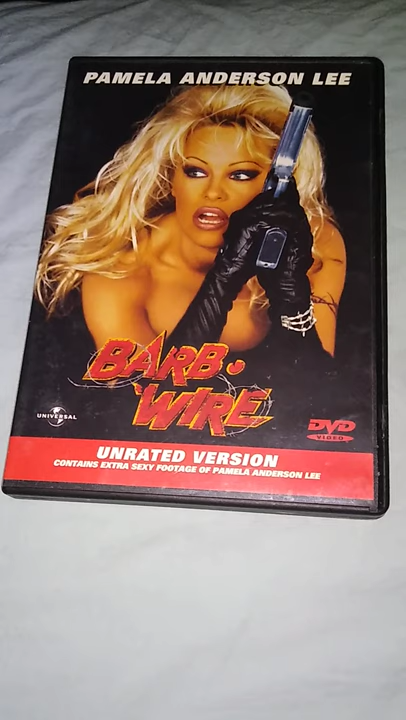 PAMELA ANDERSON LEE
BARB.
WIRE
UNIVERSAL
DVD
VIDEO
UNRATED VERSION
CONTAINS EXTRA SEXY FOOTAGE OF PAMELA ANDERSON LEE